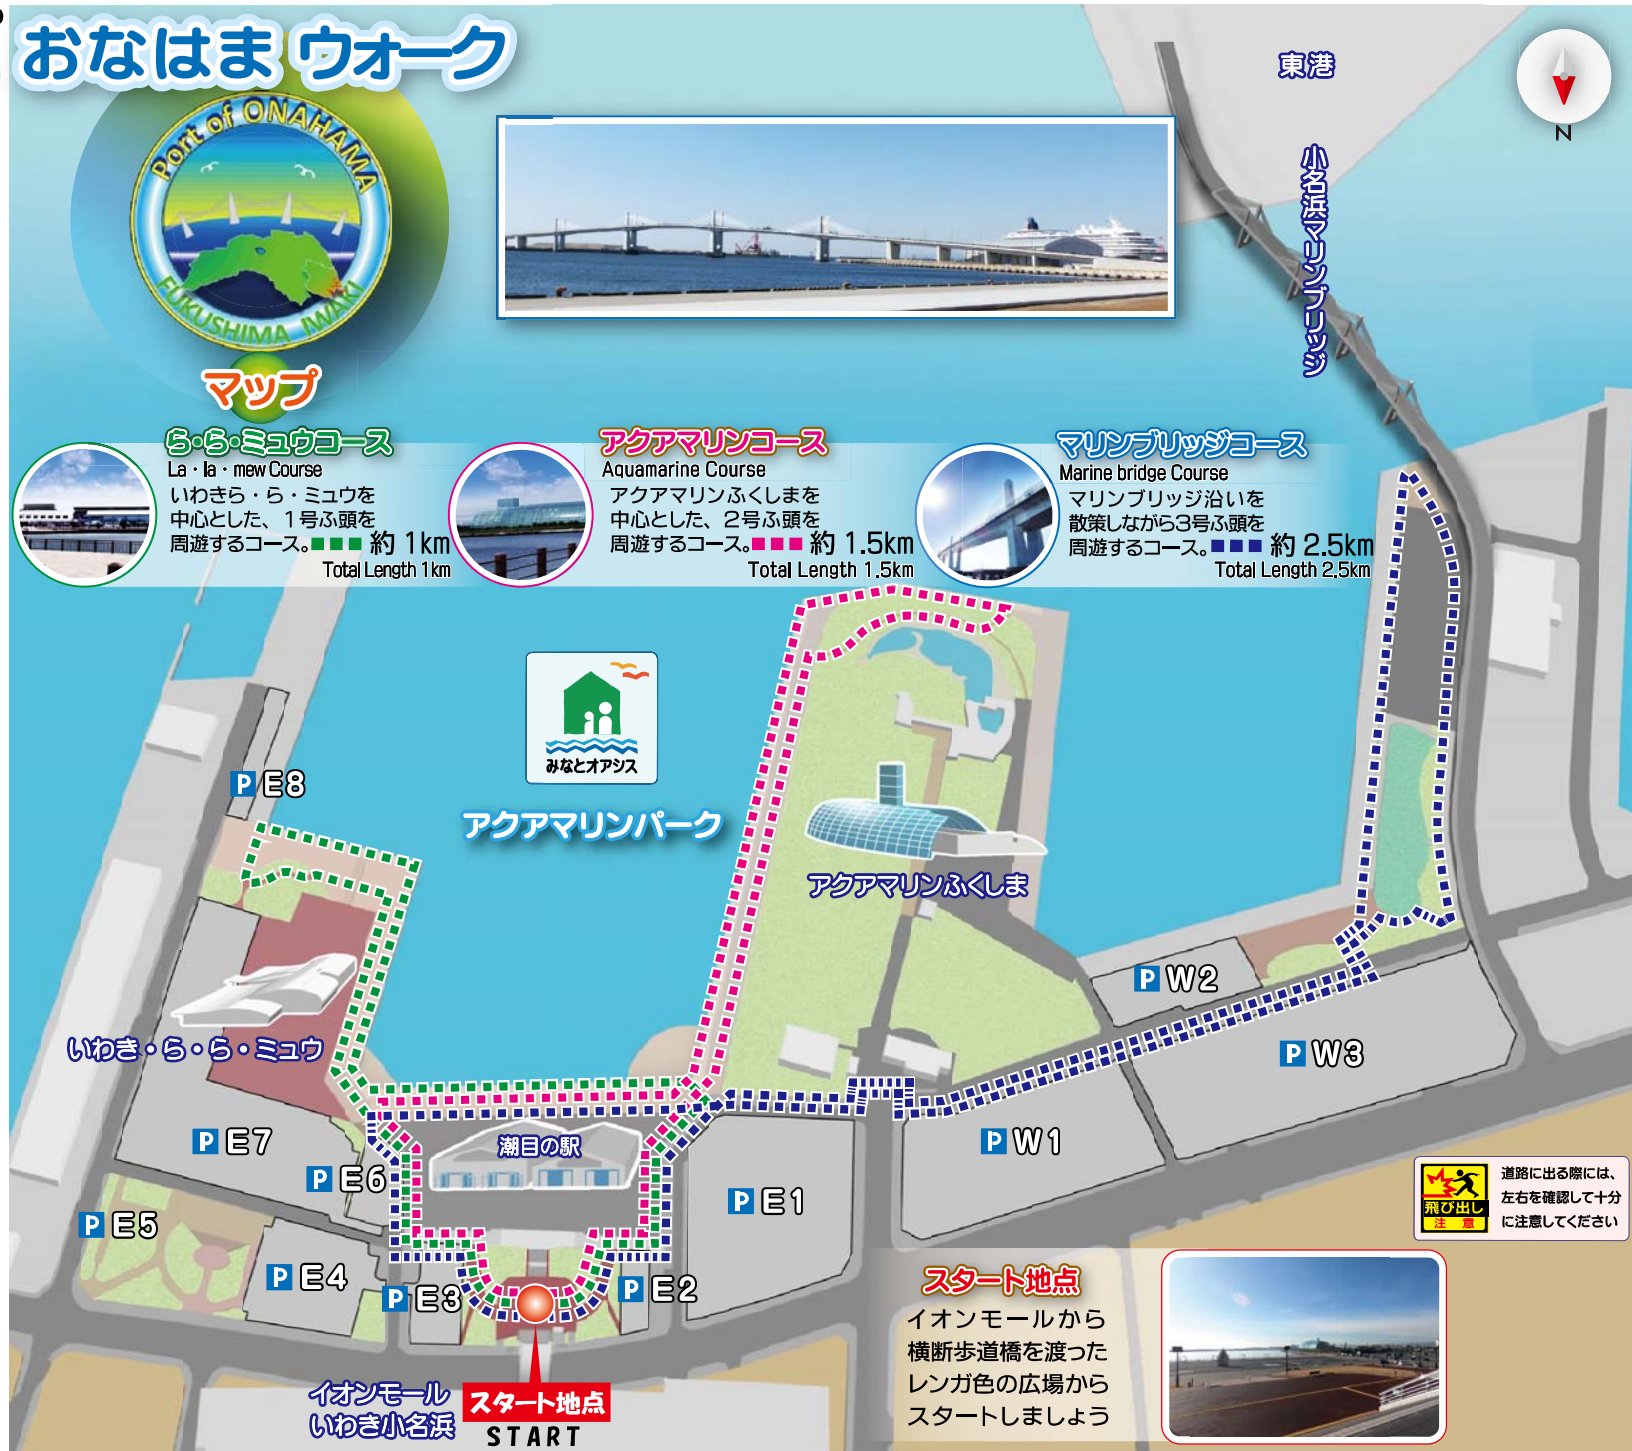 おなはま ウォーク
Port of ONAHAMA
FUKUSHIMA IWAKI
マップ
東港
N
小名浜マリンブリッジ
ら・ら・ミュウコース
La・la・mew Course
いわきら・ら・ミュウを
中心とした、1号ふ頭を
周遊するコース。 約 1km
Total Length 1km
アクアマリンコース
Aquamarine Course
アクアマリンふくしまを
中心とした、2号ふ頭を
周遊するコース。 約 1.5km
Total Length 1.5km
マリンブリッジコース
Marine bridge Course
マリンブリッジ沿いを
散策しながら3号ふ頭を
周遊するコース。 約 2.5km
Total Length 2.5km
みなとオアシス
アクアマリンパーク
P E8
アクアマリンふくしま
いわき・ら・ら・ミュウ
P W2
P W3
P W1
P E7
P E6
潮目の駅
P E1
P E5
P E4
P E3
P E2
飛び出し
注意
道路に出る際には、
左右を確認して十分
に注意してください
イオンモール
いわき小名浜
スタート地点
START
スタート地点
イオンモールから
横断歩道橋を渡った
レンガ色の広場から
スタートしましょう